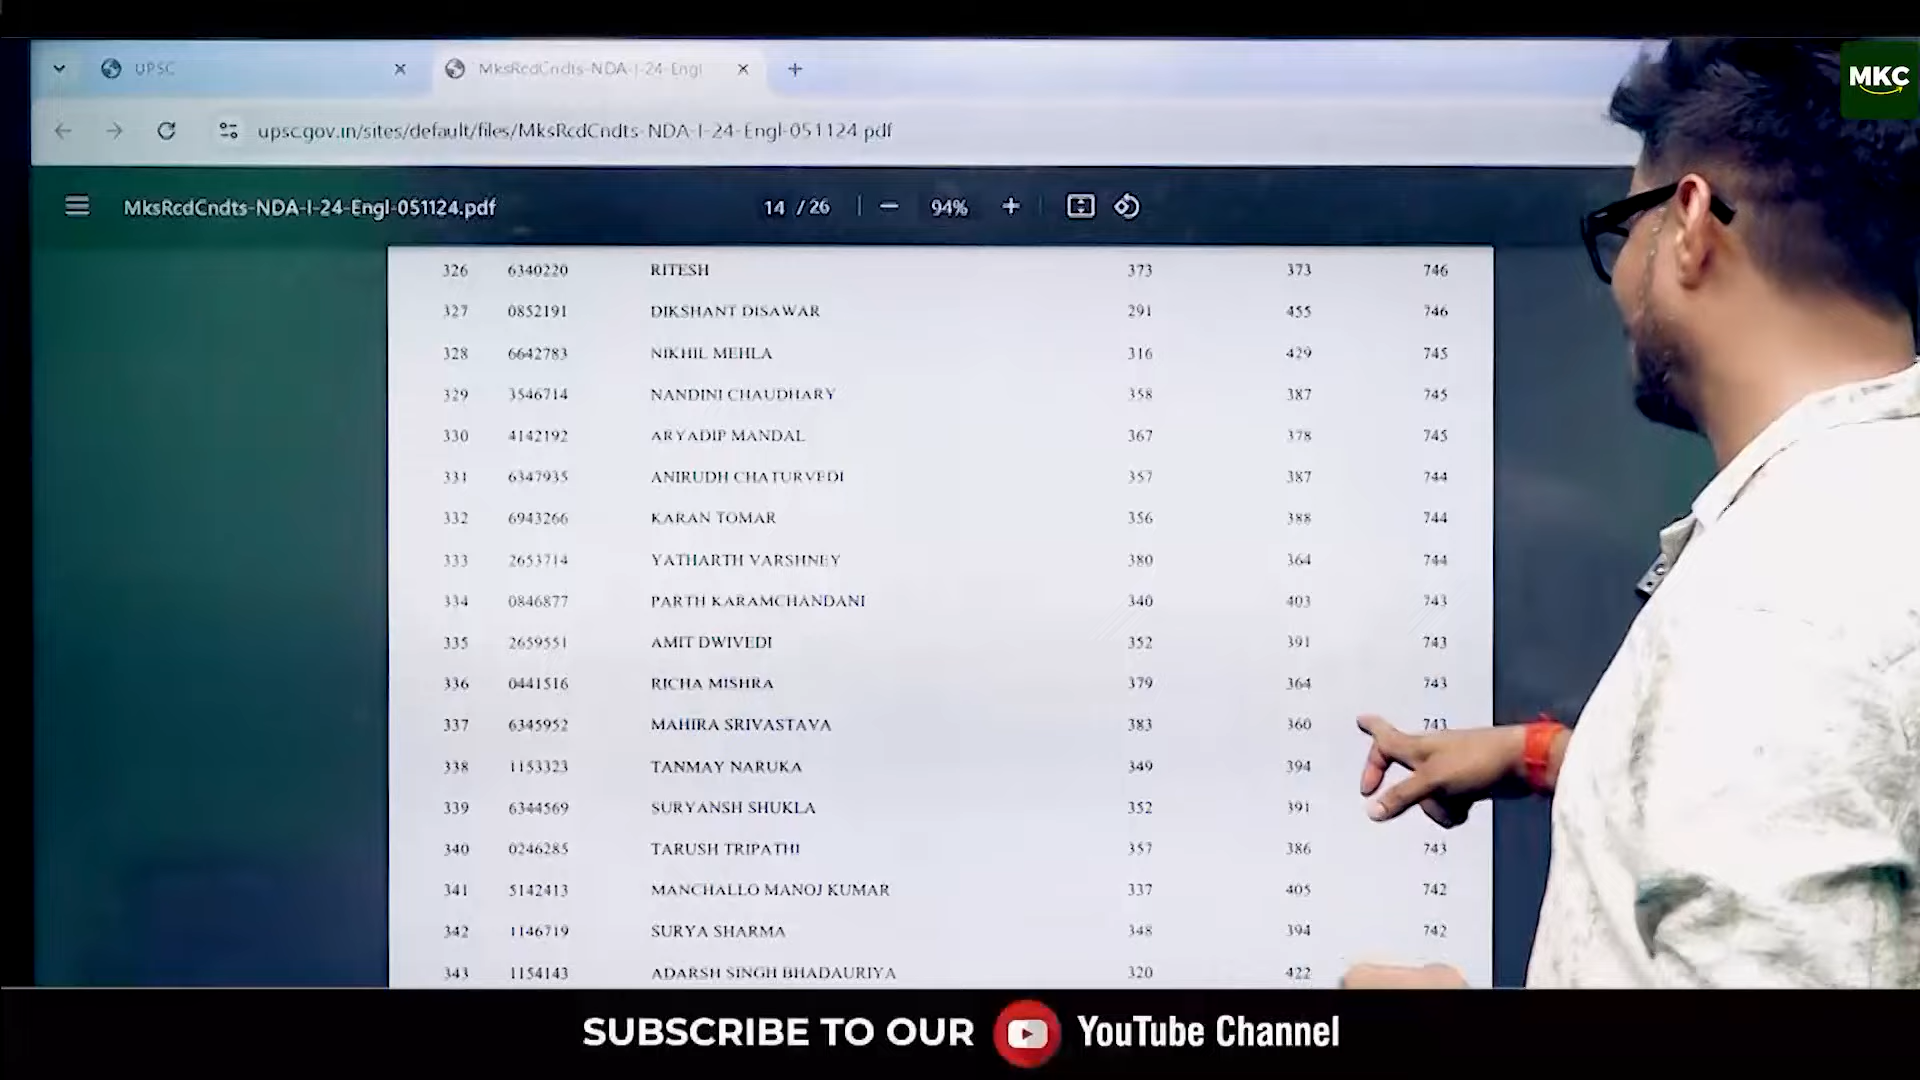 UPSC
MksRcdCndts-NDA-I-24-Engl
MKC
upsc.gov.in/sites/default/files/MksRcdCndts-NDA-I-24-Engl-051124.pdf
MksRcdCndts-NDA-I-24-Engl-051124.pdf 14 / 26 94%
326 6340220 RITESH 373 373 746
327 0852191 DIKSHANT DISAWAR 291 455 746
328 6642783 NIKHIL MEHLA 316 429 745
329 3546714 NANDINI CHAUDHARY 358 387 745
330 4142192 ARYADIP MANDAL 367 378 745
331 6347935 ANIRUDH CHATURVEDI 357 387 744
332 6943266 KARAN TOMAR 356 388 744
333 2653714 YATHARTH VARSHNEY 380 364 744
334 0846877 PARTH KARAMCHANDANI 340 403 743
335 2659551 AMIT DWIVEDI 352 391 743
336 0441516 RICHA MISHRA 379 364 743
337 6345952 MAHIRA SRIVASTAVA 383 360 743
338 1153323 TANMAY NARUKA 349 394
339 6344569 SURYANSH SHUKLA 352 391
340 0246285 TARUSH TRIPATHI 357 386 743
341 5142413 MANCHALLO MANOJ KUMAR 337 405 742
342 1146719 SURYA SHARMA 348 394 742
343 1154143 ADARSH SINGH BHADAURIYA 320 422
SUBSCRIBE TO OUR YouTube Channel